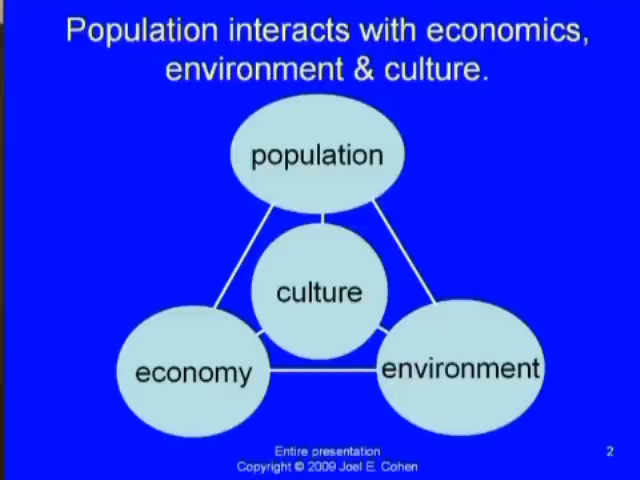 Population interacts with economics,
environment & culture.
population
culture
economy
environment
Entire presentation
Copyright © 2009 Joel E. Cohen
2